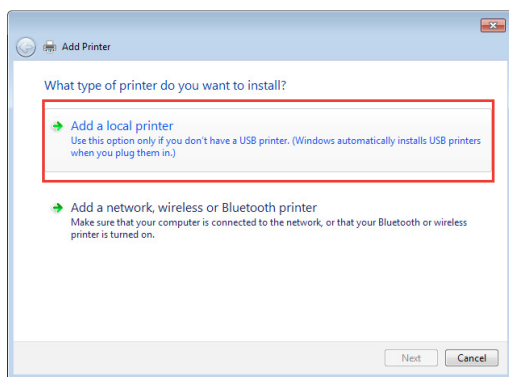 Add Printer
What type of printer do you want to install?
Add a local printer
Use this option only if you don't have a USB printer. (Windows automatically installs USB printers
when you plug them in.)
Add a network, wireless or Bluetooth printer
Make sure that your computer is connected to the network, or that your Bluetooth or wireless
printer is turned on.
Next Cancel